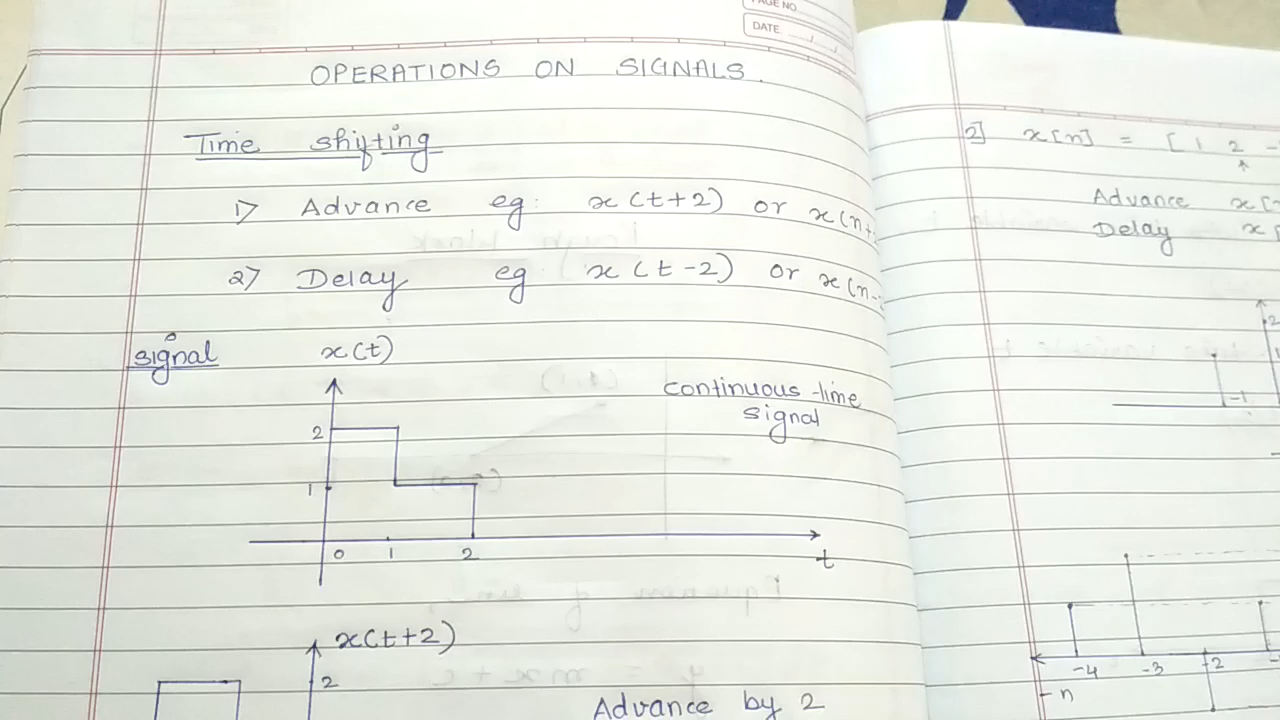 PAGE NO
DATE
OPERATIONS ON SIGNALS.
Time shifting
1) Advance eg: x(t+2) or x(n+
2) Delay eg: x(t-2) or x(n-
signal x(t)
continuous-time
signal
2
1
0 1 2
t
x(t+2)
2
Advance by 2
2] x[n] = [ 1 2 -
↑
Advance x[
Delay x[
2
-1
-4 -3 -2
-n